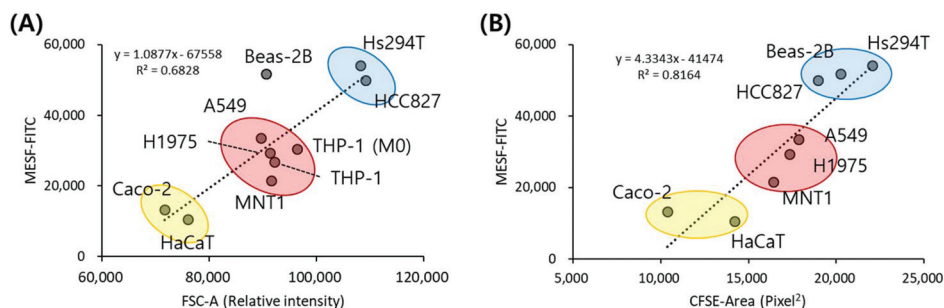 (A)
60,000
40,000
20,000
0
MESF-FITC
y = 1.0877x - 67558
R² = 0.6828
Beas-2B
Hs294T
HCC827
A549
H1975
THP-1 (M0)
THP-1
MNT1
Caco-2
HaCaT
60,000 80,000 100,000 120,000
FSC-A (Relative intensity)
(B)
60,000
40,000
20,000
0
MESF-FITC
y = 4.3343x - 41474
R² = 0.8164
Beas-2B
Hs294T
HCC827
A549
H1975
MNT1
Caco-2
HaCaT
5,000 10,000 15,000 20,000 25,000
CFSE-Area (Pixel²)